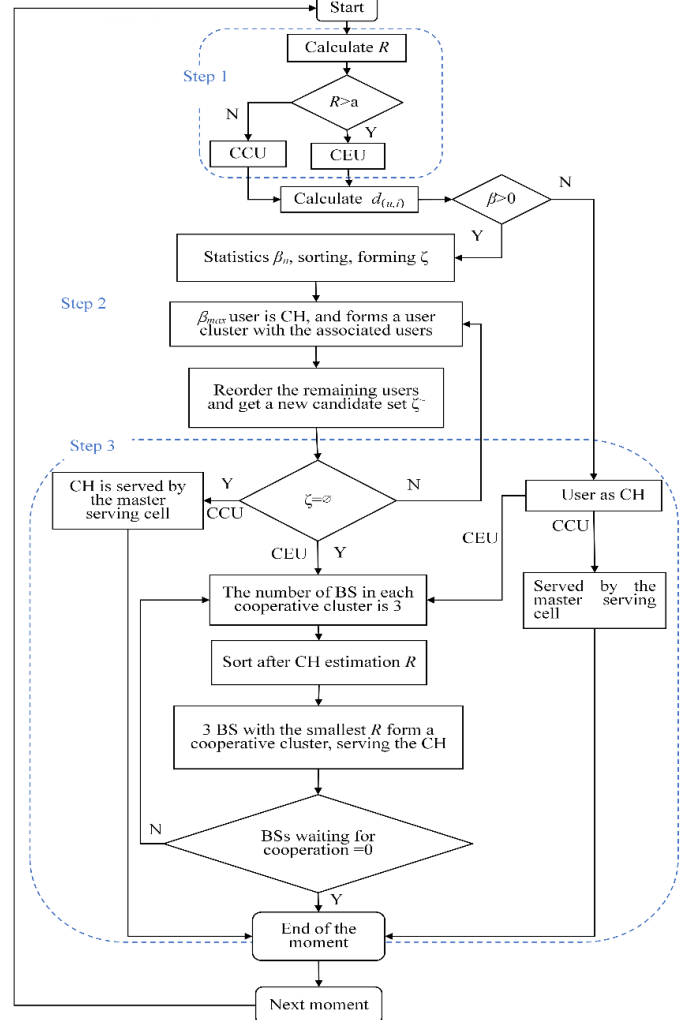 Start
Calculate R
Step 1
R>a
N
Y
CCU
CEU
Calculate d(u,i)
β>0
N
Y
Statistics βn, sorting, forming ζ
Step 2
βmax user is CH, and forms a user
cluster with the associated users
Reorder the remaining users
and get a new candidate set ζ~
Step 3
CH is served by
the master
serving cell
Y
CCU
ζ=∅
N
User as CH
CEU
CCU
CEU Y
The number of BS in each
cooperative cluster is 3
Served by the
master serving
cell
Sort after CH estimation R
3 BS with the smallest R form a
cooperative cluster, serving the CH
N
BSs waiting for
cooperation =0
Y
End of the
moment
Next moment